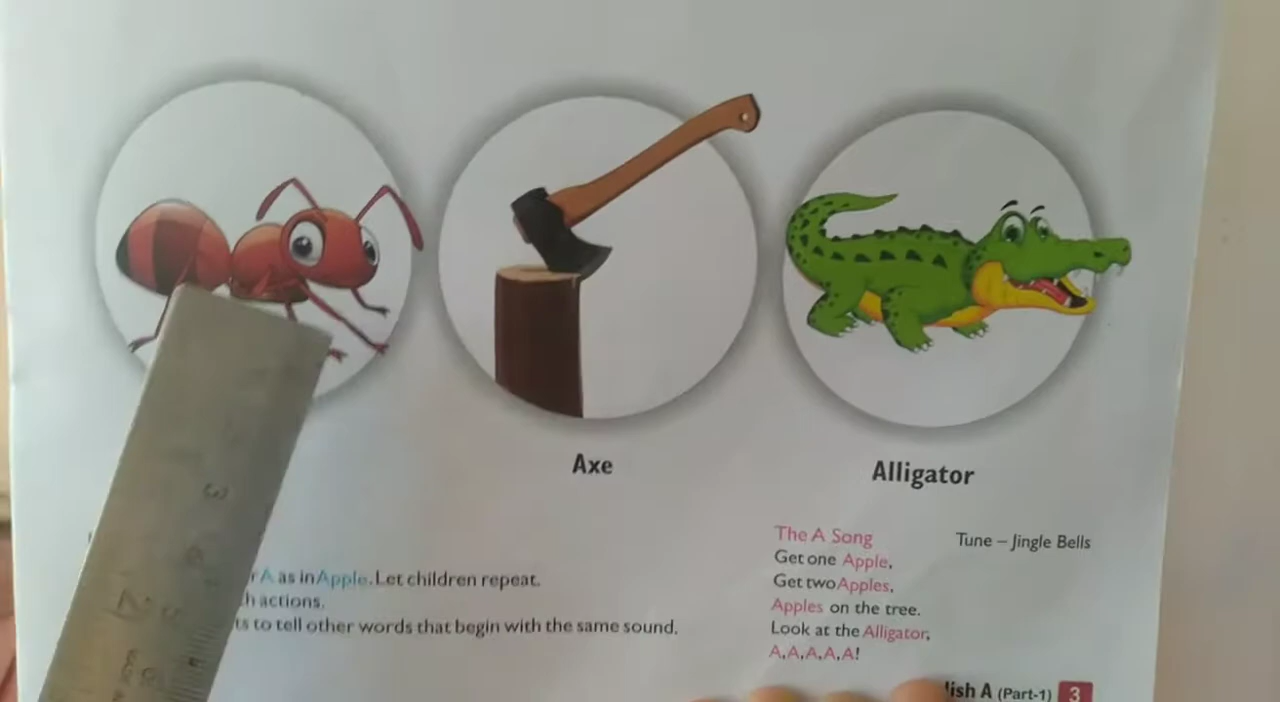 Axe
Alligator
A as in Apple. Let children repeat.
actions.
to tell other words that begin with the same sound.
The A Song
Tune – Jingle Bells
Get one Apple,
Get two Apples,
Apples on the tree.
Look at the Alligator,
A,A,A,A,A!
A (Part-1) 3